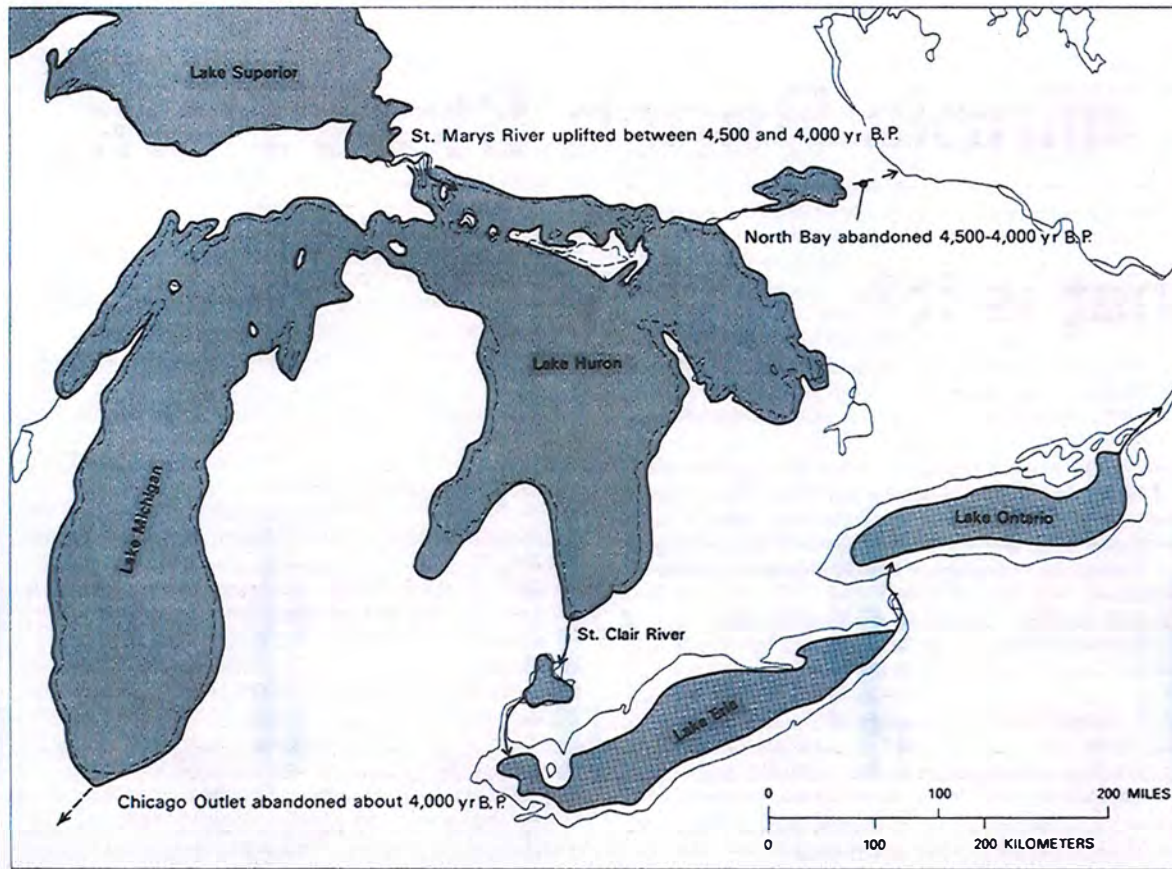 Lake Superior
St. Marys River uplifted between 4,500 and 4,000 yr B.P.
North Bay abandoned 4,500-4,000 yr B.P.
Lake Huron
Lake Michigan
Lake Ontario
St. Clair River
Lake Erie
Chicago Outlet abandoned about 4,000 yr B.P.
0 100 200 MILES
0 100 200 KILOMETERS